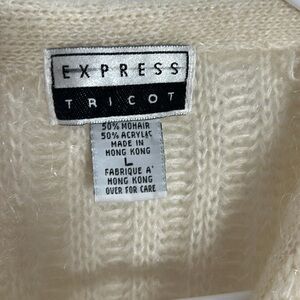 EXPRESS
TRICOT
50% MOHAIR
50% ACRYLIC
MADE IN
HONG KONG
L
FABRIQUE A'
HONG KONG
OVER FOR CARE